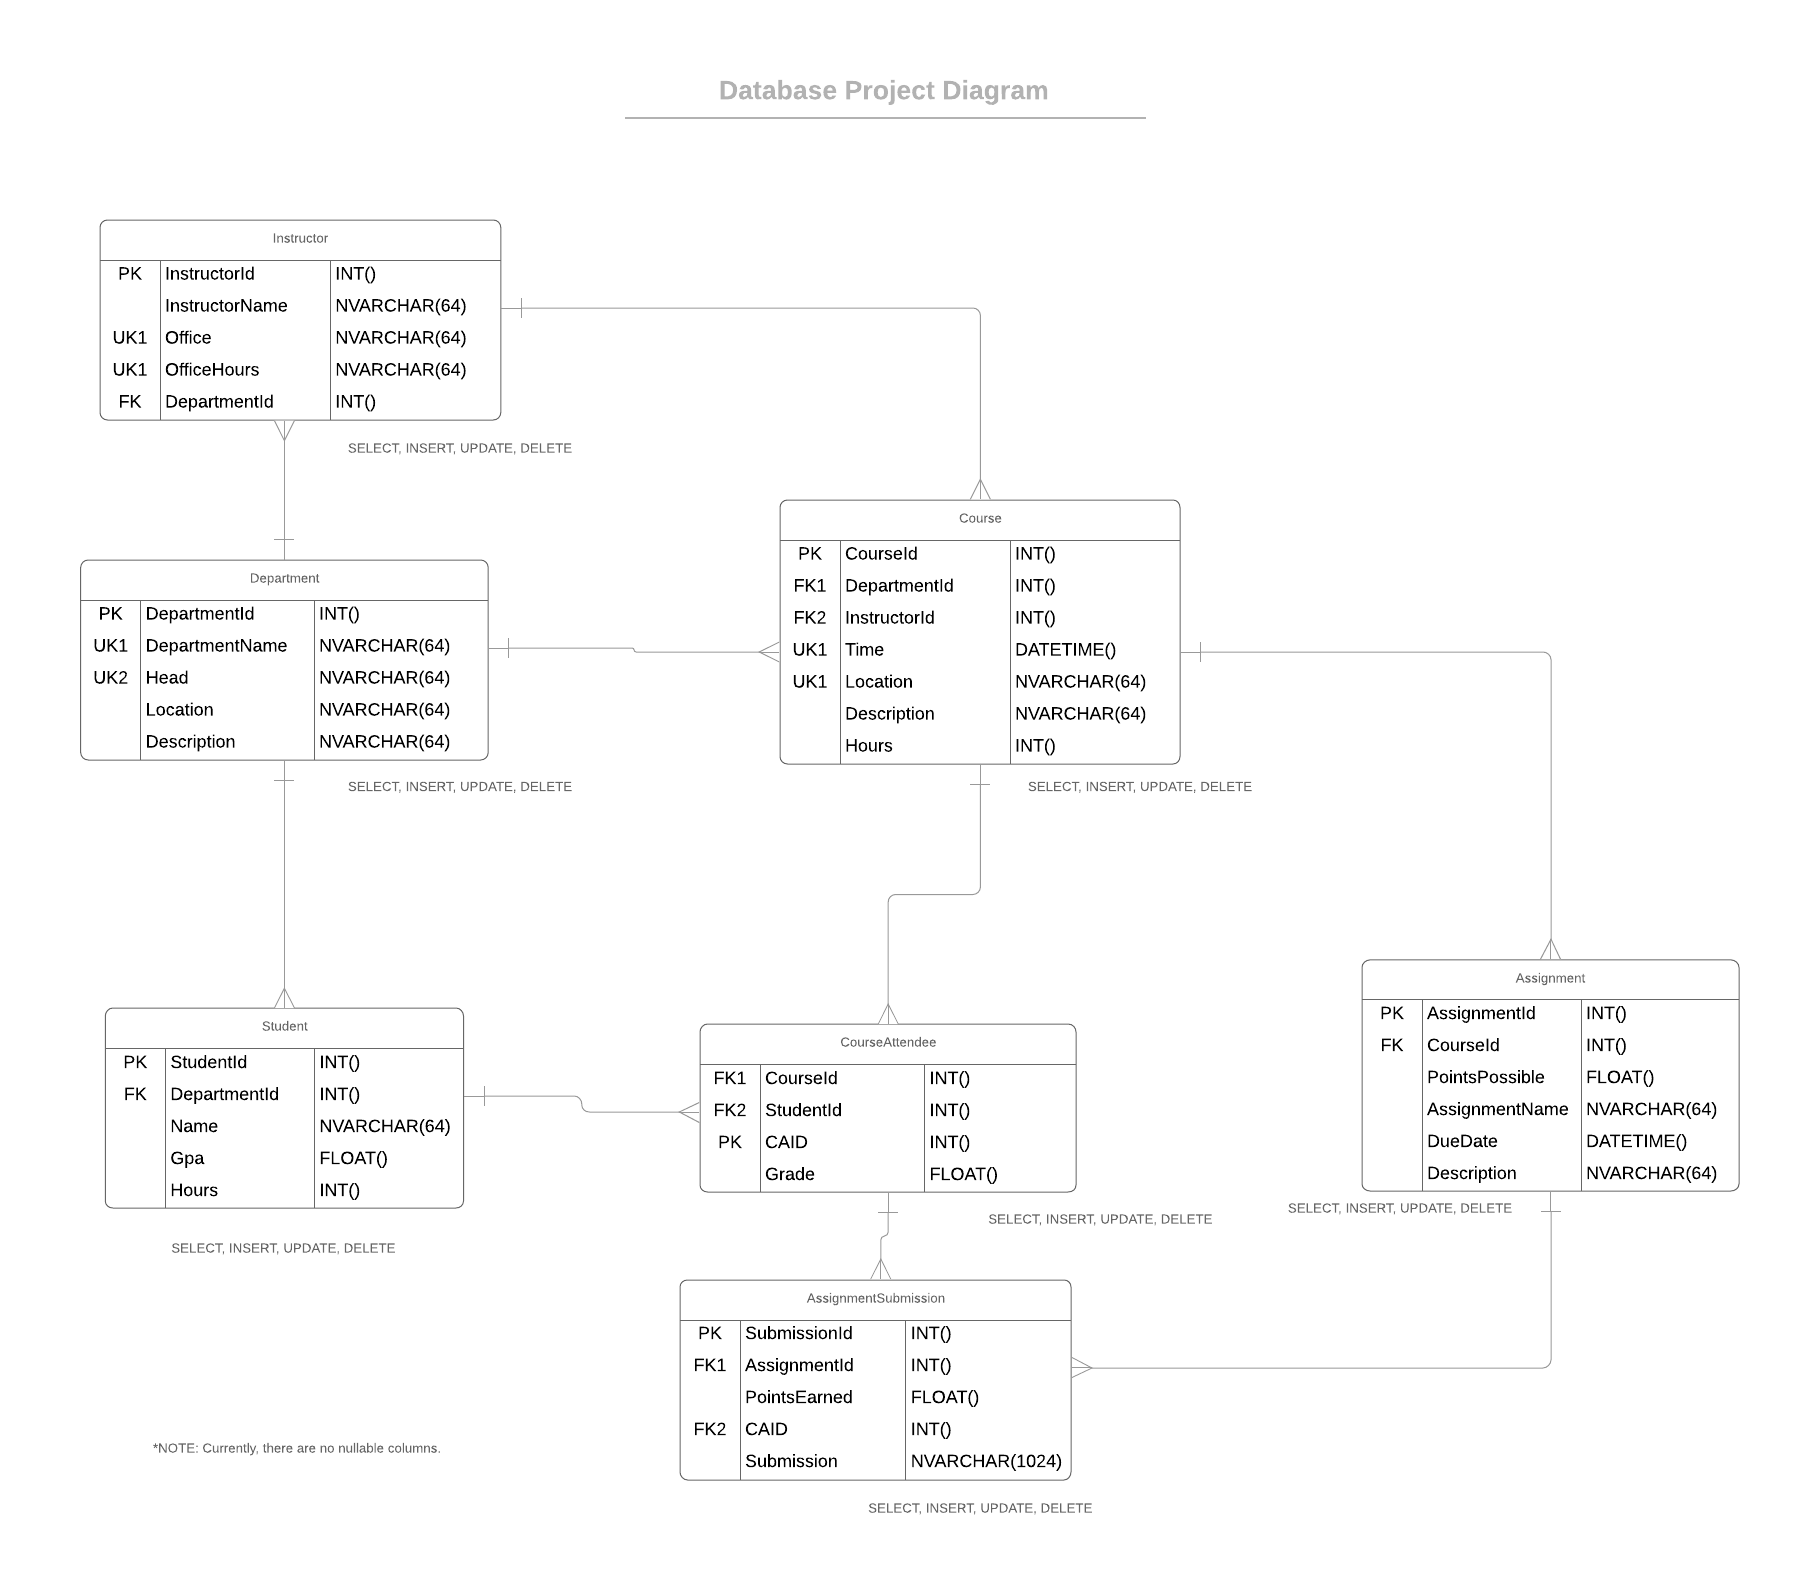 Database Project Diagram
Instructor
PK InstructorId INT()
InstructorName NVARCHAR(64)
UK1 Office NVARCHAR(64)
UK1 OfficeHours NVARCHAR(64)
FK DepartmentId INT()
SELECT, INSERT, UPDATE, DELETE
Course
PK CourseId INT()
FK1 DepartmentId INT()
FK2 InstructorId INT()
UK1 Time DATETIME()
UK1 Location NVARCHAR(64)
Description NVARCHAR(64)
Hours INT()
SELECT, INSERT, UPDATE, DELETE
Department
PK DepartmentId INT()
UK1 DepartmentName NVARCHAR(64)
UK2 Head NVARCHAR(64)
Location NVARCHAR(64)
Description NVARCHAR(64)
SELECT, INSERT, UPDATE, DELETE
Student
PK StudentId INT()
FK DepartmentId INT()
Name NVARCHAR(64)
Gpa FLOAT()
Hours INT()
SELECT, INSERT, UPDATE, DELETE
CourseAttendee
FK1 CourseId INT()
FK2 StudentId INT()
PK CAID INT()
Grade FLOAT()
SELECT, INSERT, UPDATE, DELETE
Assignment
PK AssignmentId INT()
FK CourseId INT()
PointsPossible FLOAT()
AssignmentName NVARCHAR(64)
DueDate DATETIME()
Description NVARCHAR(64)
SELECT, INSERT, UPDATE, DELETE
AssignmentSubmission
PK SubmissionId INT()
FK1 AssignmentId INT()
PointsEarned FLOAT()
FK2 CAID INT()
Submission NVARCHAR(1024)
SELECT, INSERT, UPDATE, DELETE
*NOTE: Currently, there are no nullable columns.